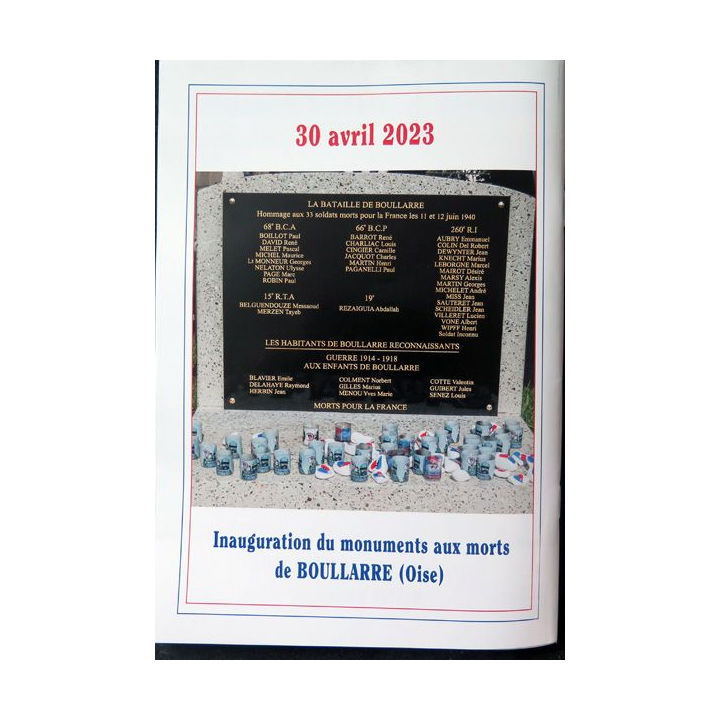 30 avril 2023
LA BATAILLE DE BOULLARRE
Hommage aux 33 soldats morts pour la France les 11 et 12 juin 1940
68e B.C.A
BOILLOT Paul
DAVID René
MELET Pascal
MICHEL Maurice
Le MONNEUR Georges
NELATON Ulysse
PAGE Marc
ROBIN Paul
66e B.C.P
BARROT René
CHARLIAC Louis
CINGIER Camille
JACQUOT Charles
MARTIN Henri
PAGANELLI Paul
260e R.I
AUBRY Emmanuel
COLIN Del Robert
DEWYNTER Jean
KNECHT Marius
LEBORGNE Marcel
MAIROT Désiré
MARSY Alexis
MARTIN Georges
MICHELET André
MISS Jean
SAUTERET Jean
SCHEIDLER Jean
VILLERET Lucien
VONE Albert
WIPFF Henri
Soldat Inconnu
15e R.T.A
BELGUENDOUZE Messaoud
MERZEN Tayeb
19e
REZAIGUIA Abdallah
LES HABITANTS DE BOULLARRE RECONNAISSANTS
GUERRE 1914 - 1918
AUX ENFANTS DE BOULLARRE
BLAVIER Emile
DELAHAYE Raymond
HERBIN Jean
COLMENT Norbert
GILLES Marius
MENOU Yves Marie
COTTE Valentin
GUIBERT Jules
SENEZ Louis
MORTS POUR LA FRANCE
Inauguration du monuments aux morts
de BOULLARRE (Oise)